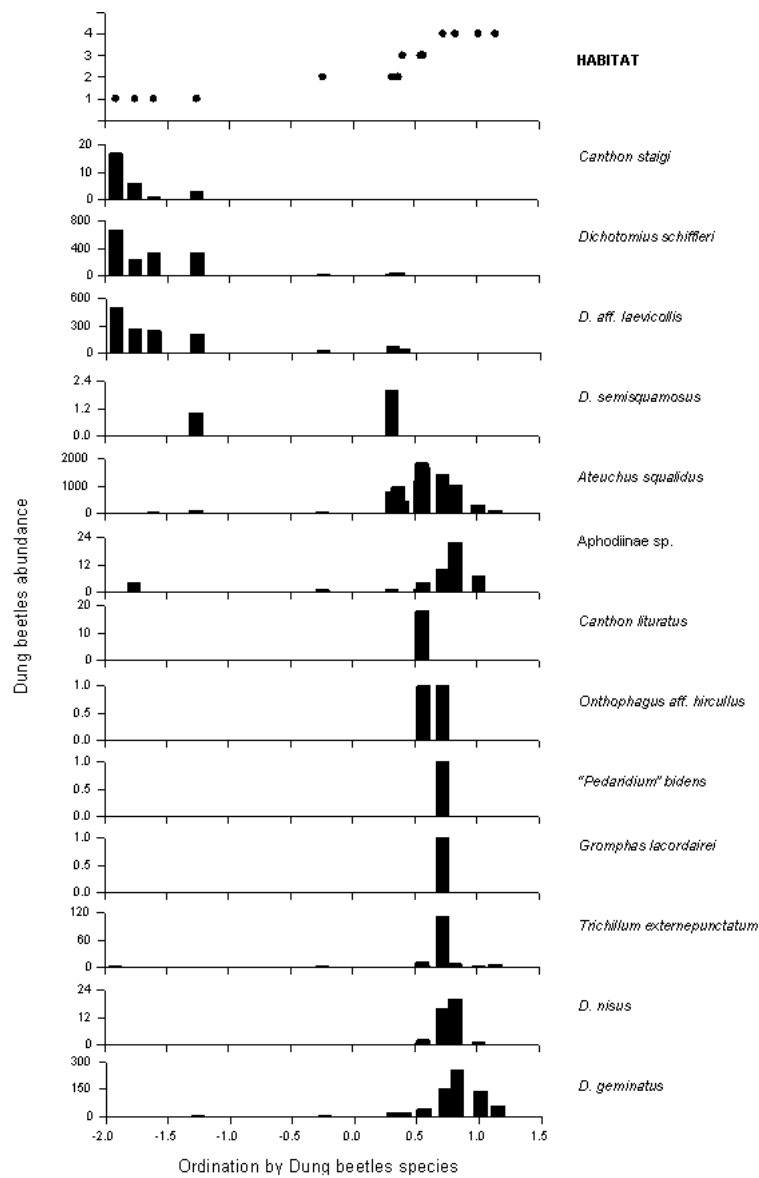 4
3
2
1
HABITAT
20
10
0
Canthon staigi
800
400
0
Dichotomius schiffleri
600
300
0
D. aff. laevicollis
2.4
1.2
0.0
D. semisquamosus
2000
1000
0
Ateuchus squalidus
24
12
0
Aphodiinae sp.
20
10
0
Canthon lituratus
1.0
0.5
0.0
Onthophagus aff. hircullus
1.0
0.5
0.0
"Pedaridium" bidens
1.0
0.5
0.0
Gromphas lacordairei
120
60
0
Trichillum externepunctatum
24
12
0
D. nisus
300
150
0
D. geminatus
-2.0 -1.5 -1.0 -0.5 0.0 0.5 1.0 1.5
Ordination by Dung beetles species
Dung beetles abundance